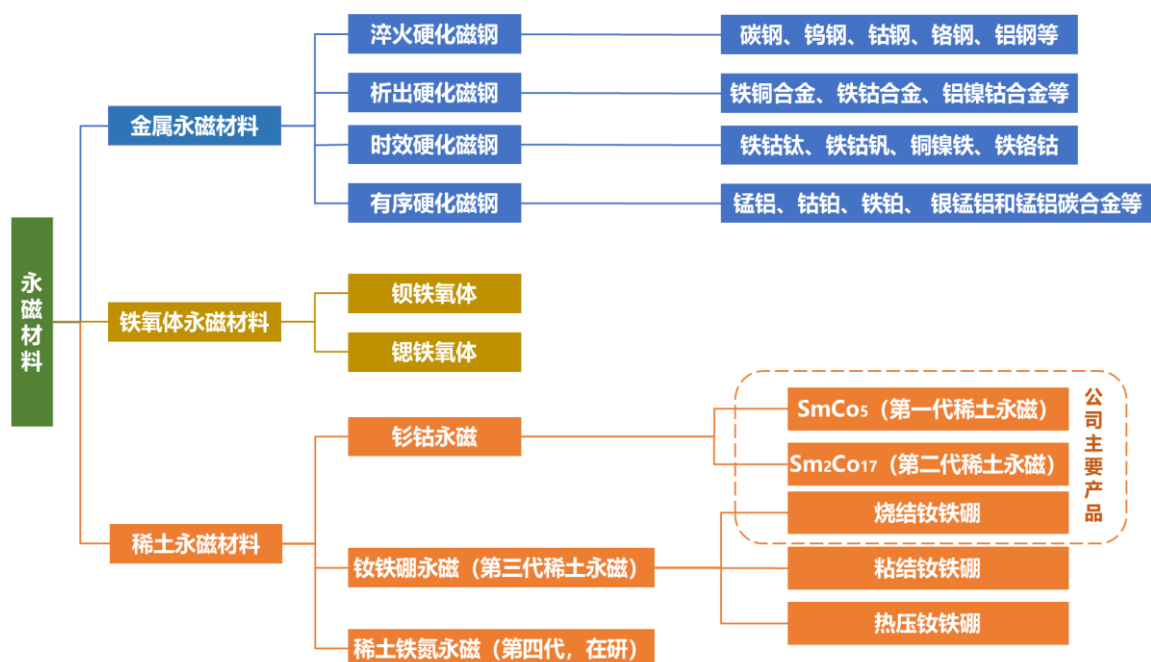 永磁材料
金属永磁材料
淬火硬化磁钢
碳钢、钨钢、钴钢、铬钢、铝钢等
析出硬化磁钢
铁铜合金、铁钴合金、铝镍钴合金等
时效硬化磁钢
铁钴钛、铁钴钒、铜镍铁、铁铬钴
有序硬化磁钢
锰铝、钴铂、铁铂、 银锰铝和锰铝碳合金等
铁氧体永磁材料
钡铁氧体
锶铁氧体
稀土永磁材料
钐钴永磁
SmCo₅（第一代稀土永磁）
Sm₂Co₁₇（第二代稀土永磁）
钕铁硼永磁（第三代稀土永磁）
烧结钕铁硼
粘结钕铁硼
热压钕铁硼
稀土铁氮永磁（第四代，在研）
公司主要产品